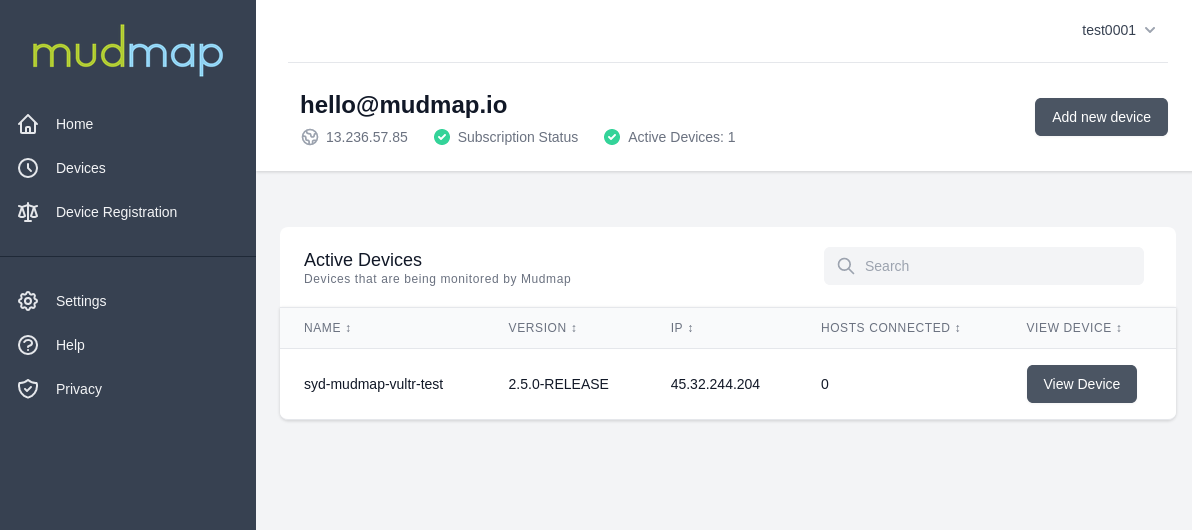 mudmap
test0001
Home
Devices
Device Registration
Settings
Help
Privacy
hello@mudmap.io
13.236.57.85 Subscription Status Active Devices: 1
Add new device
Active Devices
Devices that are being monitored by Mudmap
Search
NAME ↕ VERSION ↕ IP ↕ HOSTS CONNECTED ↕ VIEW DEVICE ↕
syd-mudmap-vultr-test 2.5.0-RELEASE 45.32.244.204 0 View Device